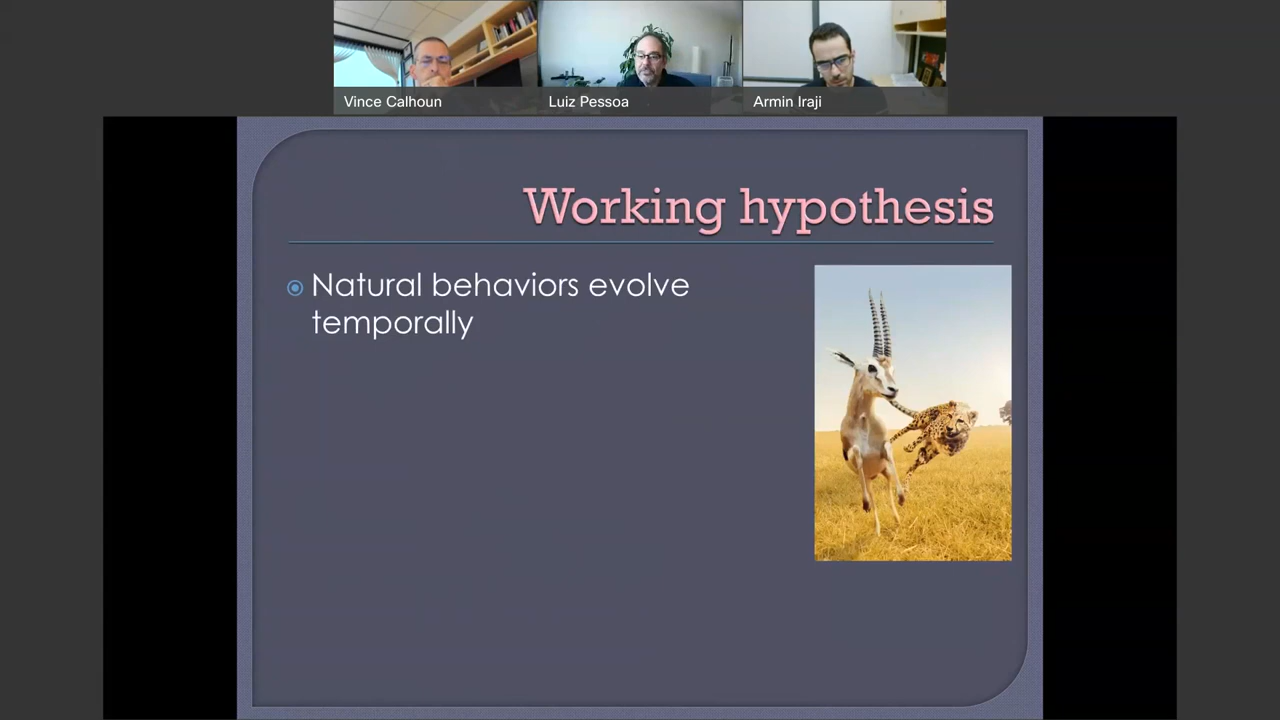 Vince Calhoun
Luiz Pessoa
Armin Iraji
Working hypothesis
Natural behaviors evolve
temporally